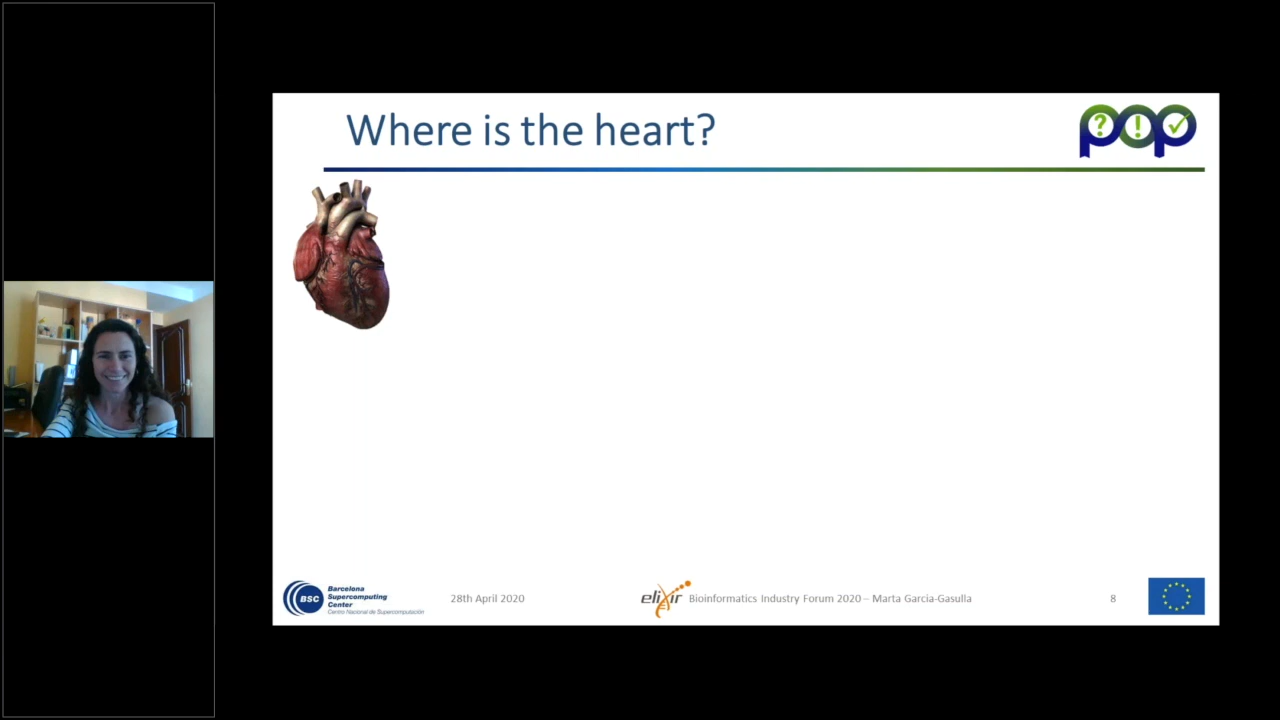 Where is the heart?
pop
? ! ✓
BSC
Barcelona
Supercomputing
Center
Centro Nacional de Supercomputación
28th April 2020
elixir
Bioinformatics Industry Forum 2020 – Marta Garcia-Gasulla
8